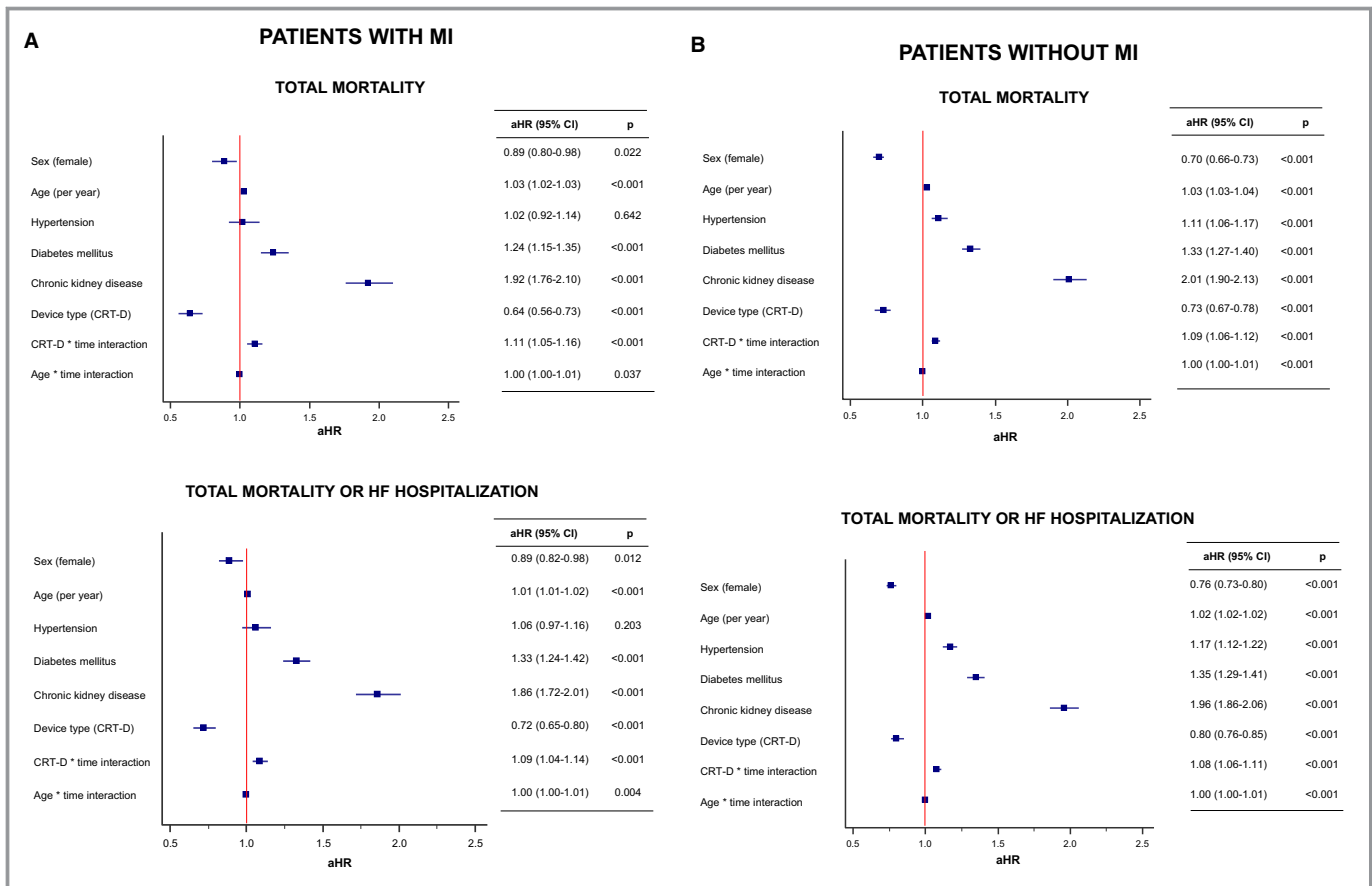 A
PATIENTS WITH MI
TOTAL MORTALITY
aHR (95% CI) p
Sex (female) 0.89 (0.80-0.98) 0.022
Age (per year) 1.03 (1.02-1.03) <0.001
Hypertension 1.02 (0.92-1.14) 0.642
Diabetes mellitus 1.24 (1.15-1.35) <0.001
Chronic kidney disease 1.92 (1.76-2.10) <0.001
Device type (CRT-D) 0.64 (0.56-0.73) <0.001
CRT-D * time interaction 1.11 (1.05-1.16) <0.001
Age * time interaction 1.00 (1.00-1.01) 0.037
0.5 1.0 1.5 2.0 2.5
aHR
TOTAL MORTALITY OR HF HOSPITALIZATION
aHR (95% CI) p
Sex (female) 0.89 (0.82-0.98) 0.012
Age (per year) 1.01 (1.01-1.02) <0.001
Hypertension 1.06 (0.97-1.16) 0.203
Diabetes mellitus 1.33 (1.24-1.42) <0.001
Chronic kidney disease 1.86 (1.72-2.01) <0.001
Device type (CRT-D) 0.72 (0.65-0.80) <0.001
CRT-D * time interaction 1.09 (1.04-1.14) <0.001
Age * time interaction 1.00 (1.00-1.01) 0.004
0.5 1.0 1.5 2.0 2.5
aHR
B
PATIENTS WITHOUT MI
TOTAL MORTALITY
aHR (95% CI) p
Sex (female) 0.70 (0.66-0.73) <0.001
Age (per year) 1.03 (1.03-1.04) <0.001
Hypertension 1.11 (1.06-1.17) <0.001
Diabetes mellitus 1.33 (1.27-1.40) <0.001
Chronic kidney disease 2.01 (1.90-2.13) <0.001
Device type (CRT-D) 0.73 (0.67-0.78) <0.001
CRT-D * time interaction 1.09 (1.06-1.12) <0.001
Age * time interaction 1.00 (1.00-1.01) <0.001
0.5 1.0 1.5 2.0 2.5
aHR
TOTAL MORTALITY OR HF HOSPITALIZATION
aHR (95% CI) p
Sex (female) 0.76 (0.73-0.80) <0.001
Age (per year) 1.02 (1.02-1.02) <0.001
Hypertension 1.17 (1.12-1.22) <0.001
Diabetes mellitus 1.35 (1.29-1.41) <0.001
Chronic kidney disease 1.96 (1.86-2.06) <0.001
Device type (CRT-D) 0.80 (0.76-0.85) <0.001
CRT-D * time interaction 1.08 (1.06-1.11) <0.001
Age * time interaction 1.00 (1.00-1.01) <0.001
0.5 1.0 1.5 2.0 2.5
aHR